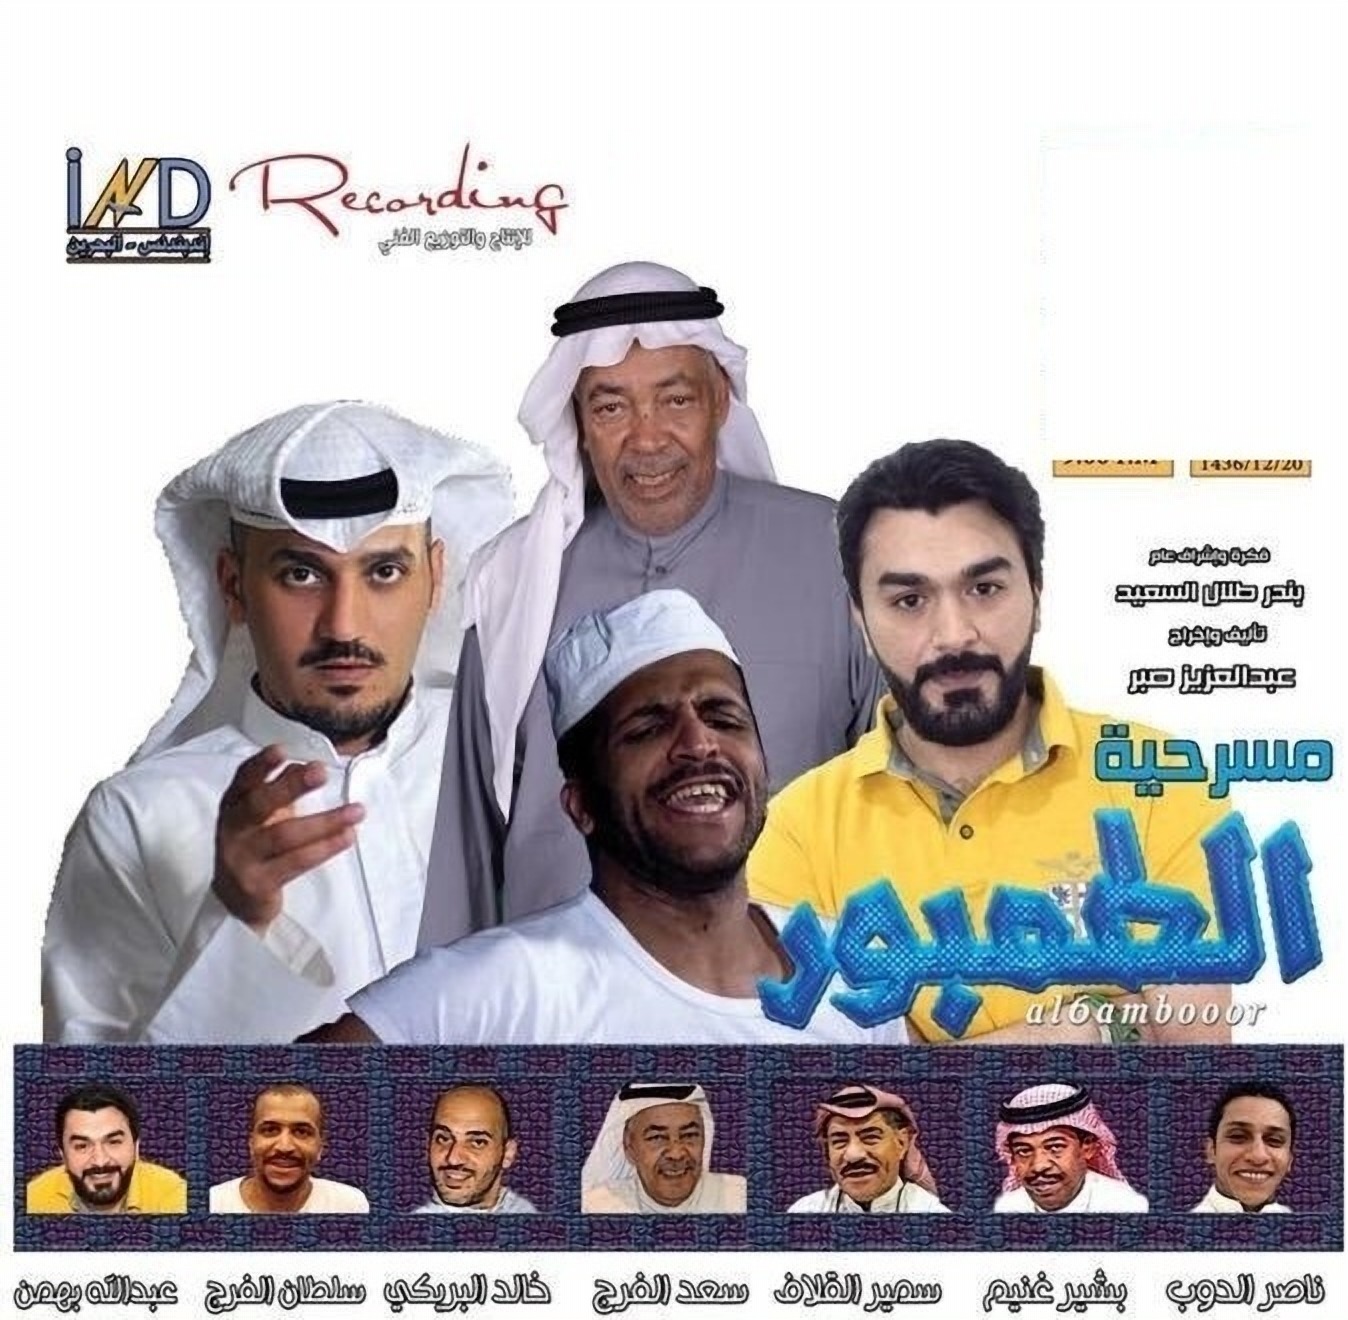 IND
إنديبندنس - البحرين
Recording
للإنتاج والتوزيع الفني
1436/12/20
فكرة وإشراف عام
بندر طلال السعيد
تأليف وإخراج
عبدالعزيز صبر
مسرحية
الطمبور
al6ambooor
ناصر الدوب
بشير غنيم
سمير القلاف
سعد الفرج
خالد البريكي
سلطان الفرج
عبدالله بهمن